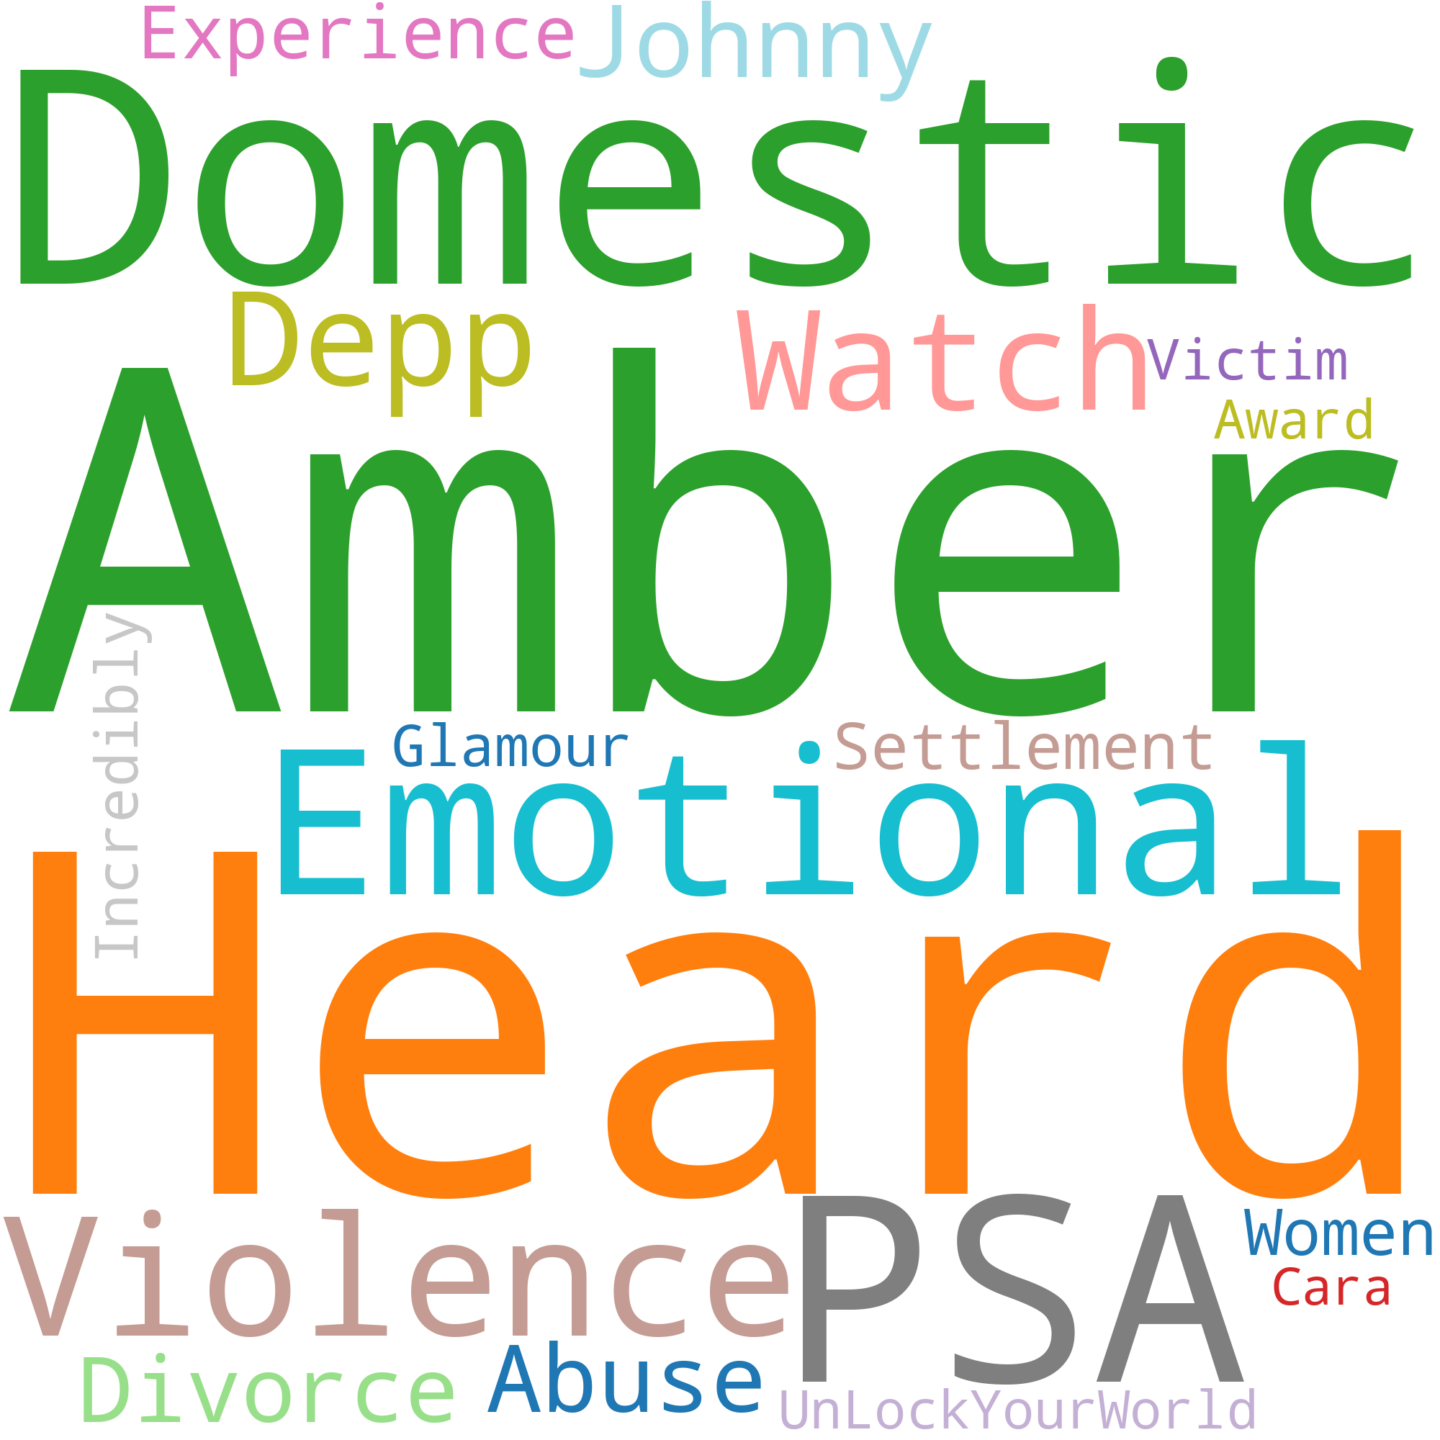 Experience
Johnny
Domestic
Depp
Watch
Victim
Award
Amber
Incredibly
Glamour
Settlement
Emotional
Heard
Violence
PSA
Women
Cara
Divorce
Abuse
UnLockYourWorld